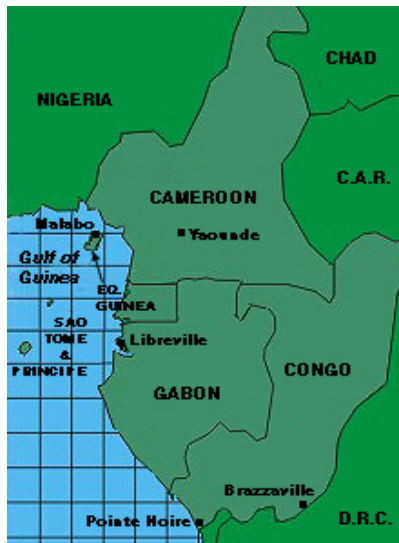 CHAD
NIGERIA
C.A.R.
CAMEROON
Malabo
Yaounde
Gulf of
Guinea
EQ.
GUINEA
SAO
TOME
&
PRINCIPE
Libreville
CONGO
GABON
Brazzaville
Pointe Noire
D.R.C.